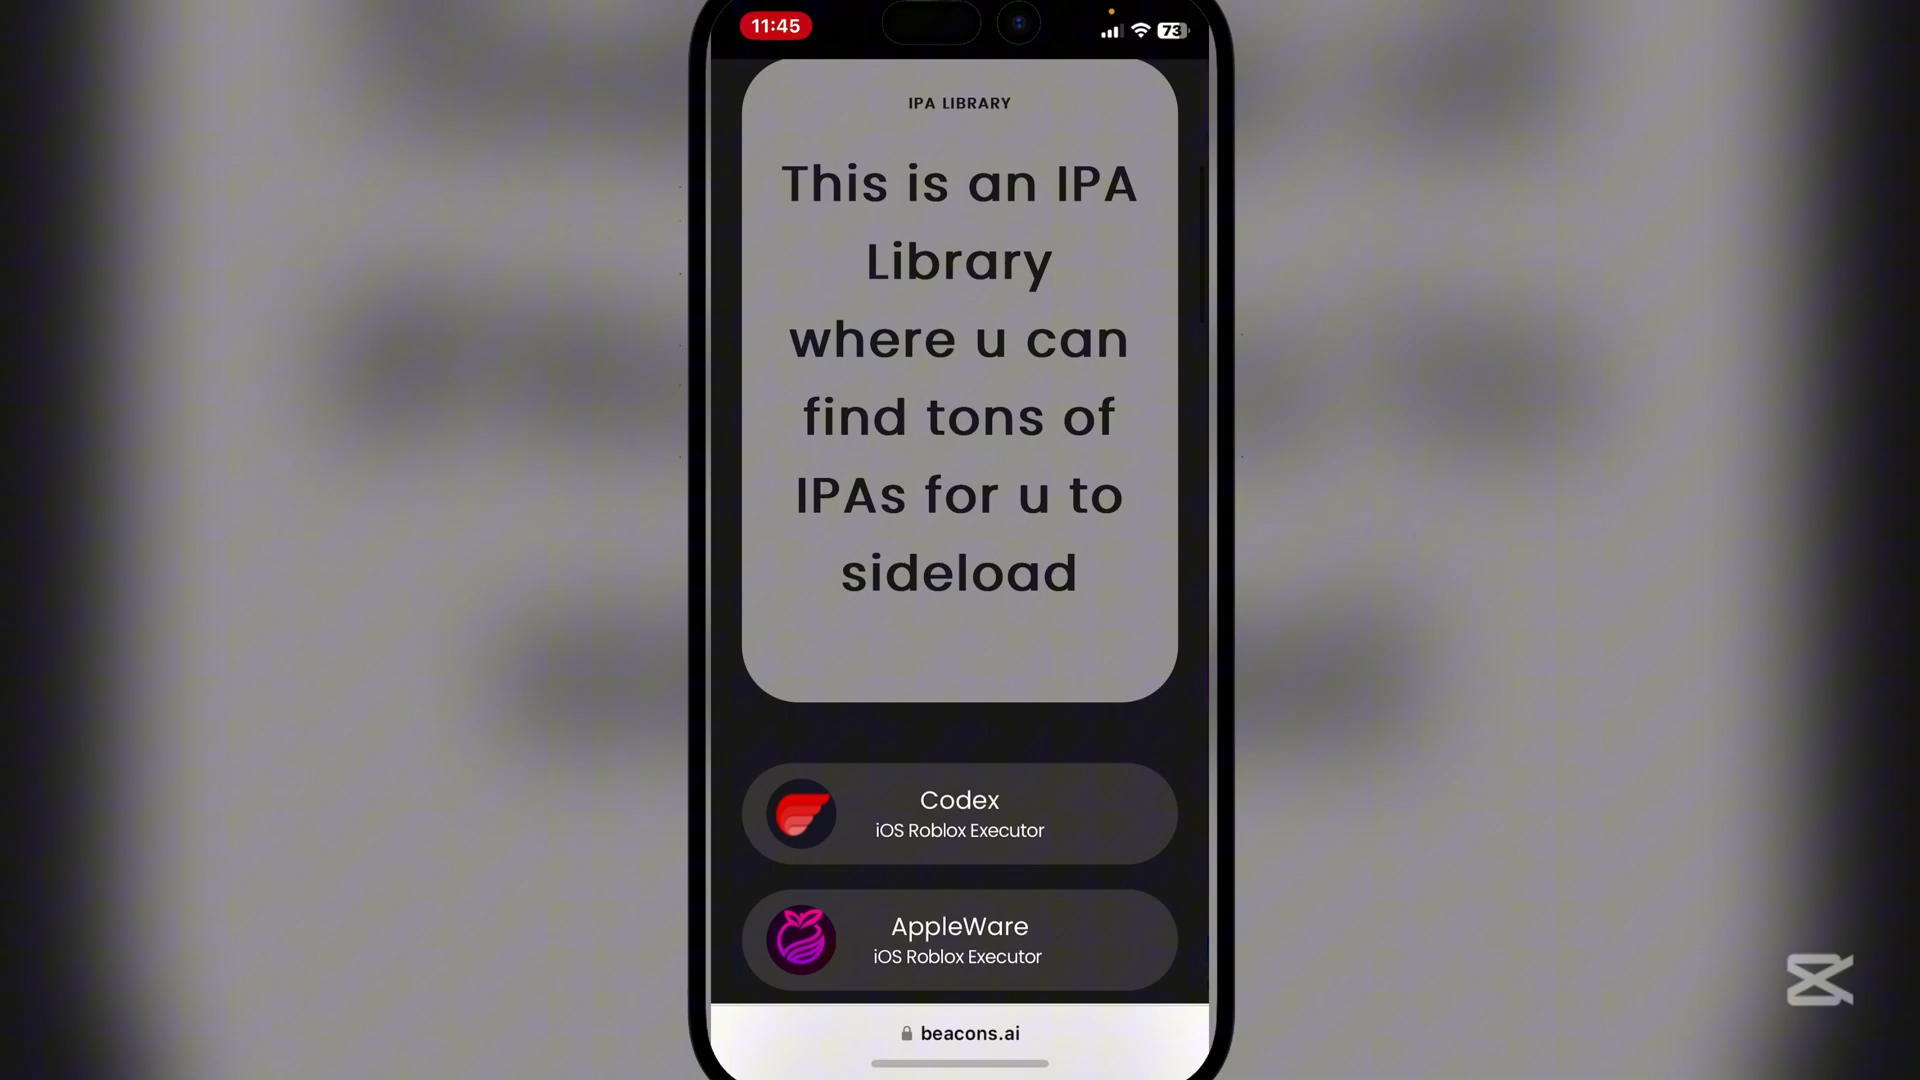 11:45
73
IPA LIBRARY
This is an IPA
Library
where u can
find tons of
IPAs for u to
sideload
Codex
iOS Roblox Executor
AppleWare
iOS Roblox Executor
beacons.ai